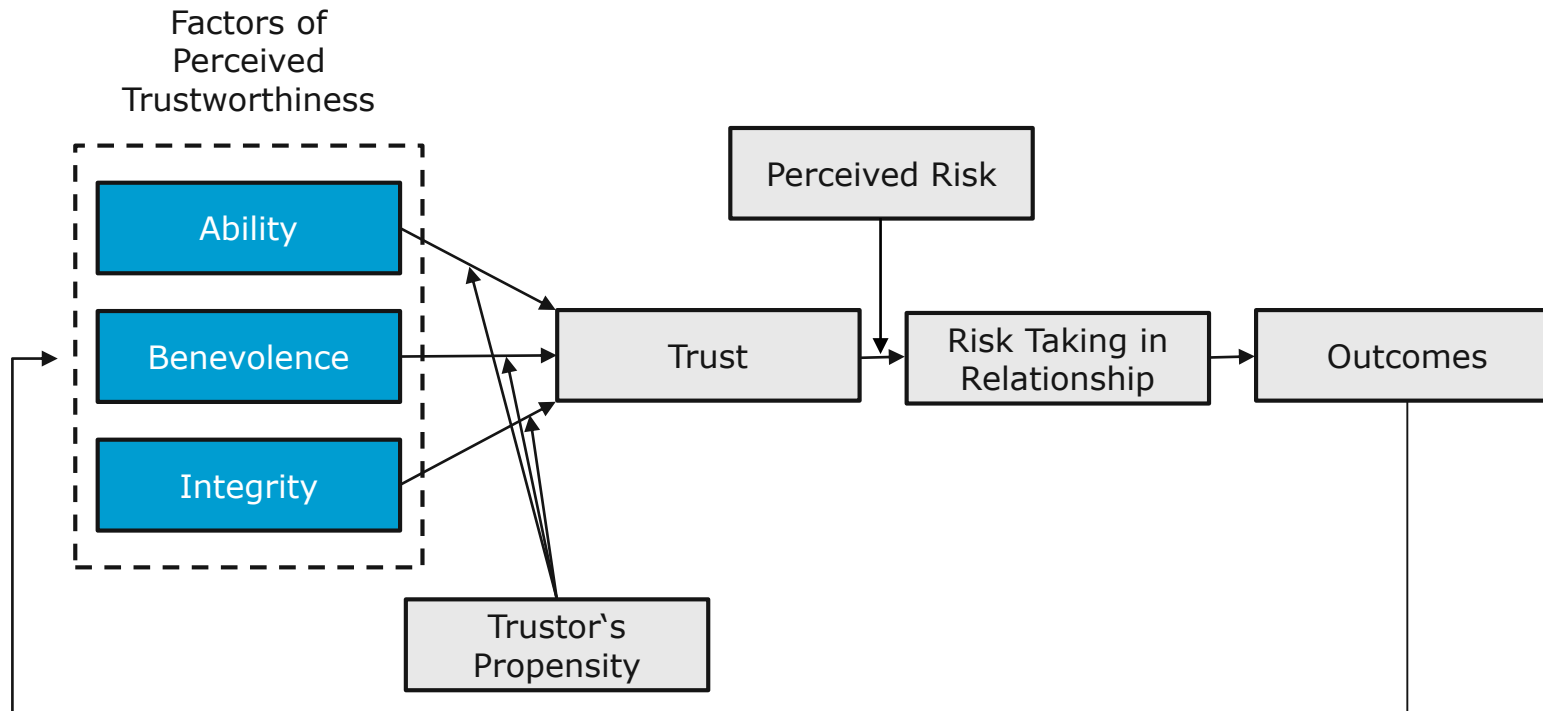 Factors of
Perceived
Trustworthiness
Ability
Benevolence
Integrity
Perceived Risk
Trust
Risk Taking in
Relationship
Outcomes
Trustor‘s
Propensity